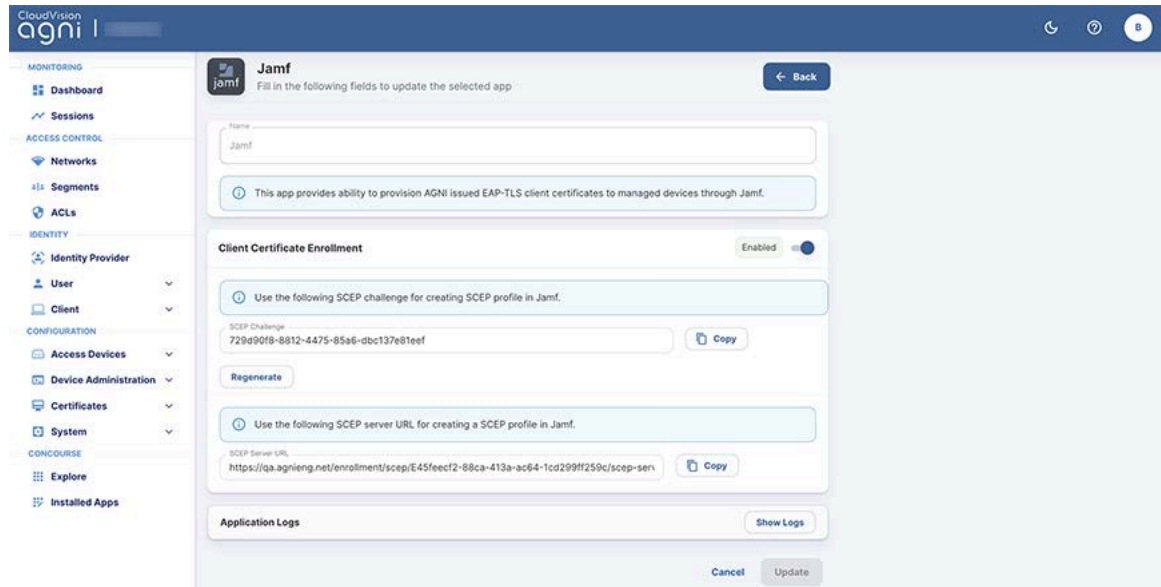 CloudVision
agni
B
MONITORING
Dashboard
Sessions
ACCESS CONTROL
Networks
Segments
ACLs
IDENTITY
Identity Provider
User
Client
CONFIGURATION
Access Devices
Device Administration
Certificates
System
CONCOURSE
Explore
Installed Apps
jamf
Jamf
Fill in the following fields to update the selected app
Back
Name
Jamf
This app provides ability to provision AGNI issued EAP-TLS client certificates to managed devices through Jamf.
Client Certificate Enrollment
Enabled
Use the following SCEP challenge for creating SCEP profile in Jamf.
SCEP Challenge
729d90f8-8812-4475-85a6-dbc137e81eef
Copy
Regenerate
Use the following SCEP server URL for creating a SCEP profile in Jamf.
SCEP Server URL
https://qa.agnieng.net/enrollment/scep/E45feecf2-88ca-413a-ac64-1cd299ff259c/scep-serv
Copy
Application Logs
Show Logs
Cancel
Update